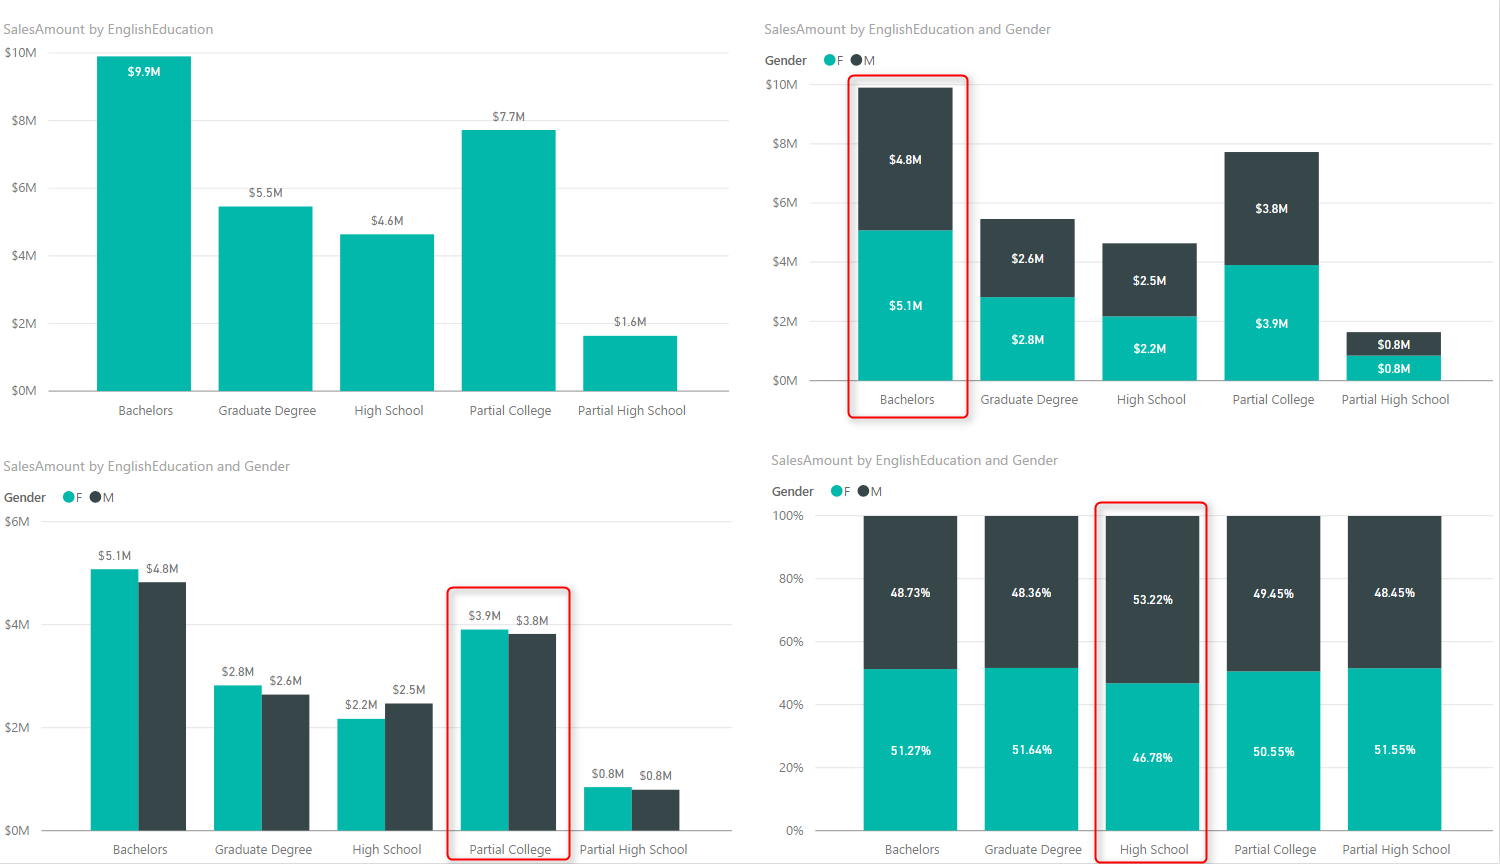 SalesAmount by EnglishEducation
$10M
$9.9M
$8M
$7.7M
$6M
$5.5M
$4.6M
$4M
$2M
$1.6M
$0M
Bachelors Graduate Degree High School Partial College Partial High School
SalesAmount by EnglishEducation and Gender
Gender F M
$10M
$8M
$4.8M
$6M
$3.8M
$4M
$2.6M
$2.5M
$5.1M
$2M
$3.9M
$2.8M
$2.2M
$0.8M
$0.8M
$0M
Bachelors Graduate Degree High School Partial College Partial High School
SalesAmount by EnglishEducation and Gender
Gender F M
$6M
$5.1M
$4.8M
$4M
$3.9M $3.8M
$2.8M
$2.6M
$2.2M $2.5M
$2M
$0.8M $0.8M
$0M
Bachelors Graduate Degree High School Partial College Partial High School
SalesAmount by EnglishEducation and Gender
Gender F M
100%
80%
48.73% 48.36% 53.22% 49.45% 48.45%
60%
40%
51.27% 51.64% 46.78% 50.55% 51.55%
20%
0%
Bachelors Graduate Degree High School Partial College Partial High School